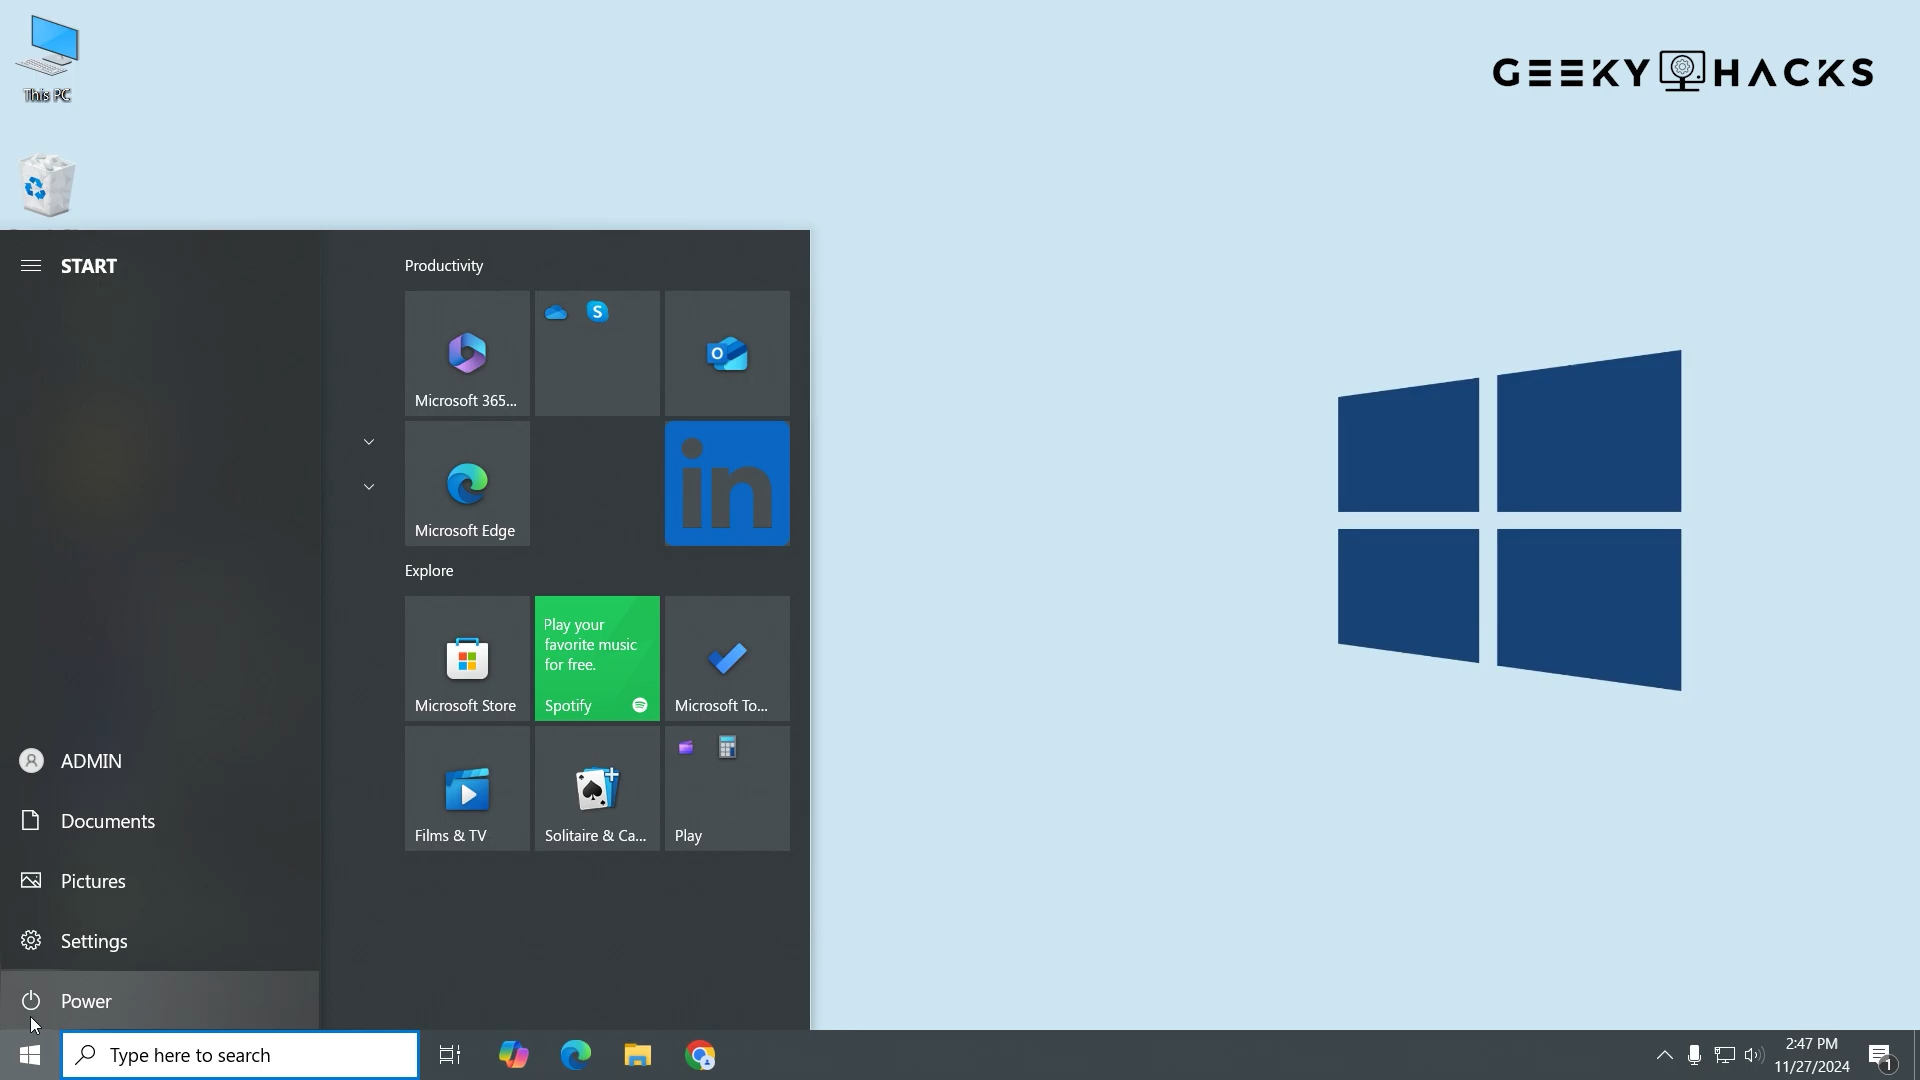 This PC
GEEKY HACKS
START
Productivity
Microsoft 365...
Microsoft Edge
in
Explore
Play your
favorite music
for free.
Microsoft Store
Spotify
Microsoft To...
Films & TV
Solitaire & Ca...
Play
ADMIN
Documents
Pictures
Settings
Power
Type here to search
2:47 PM
11/27/2024
1